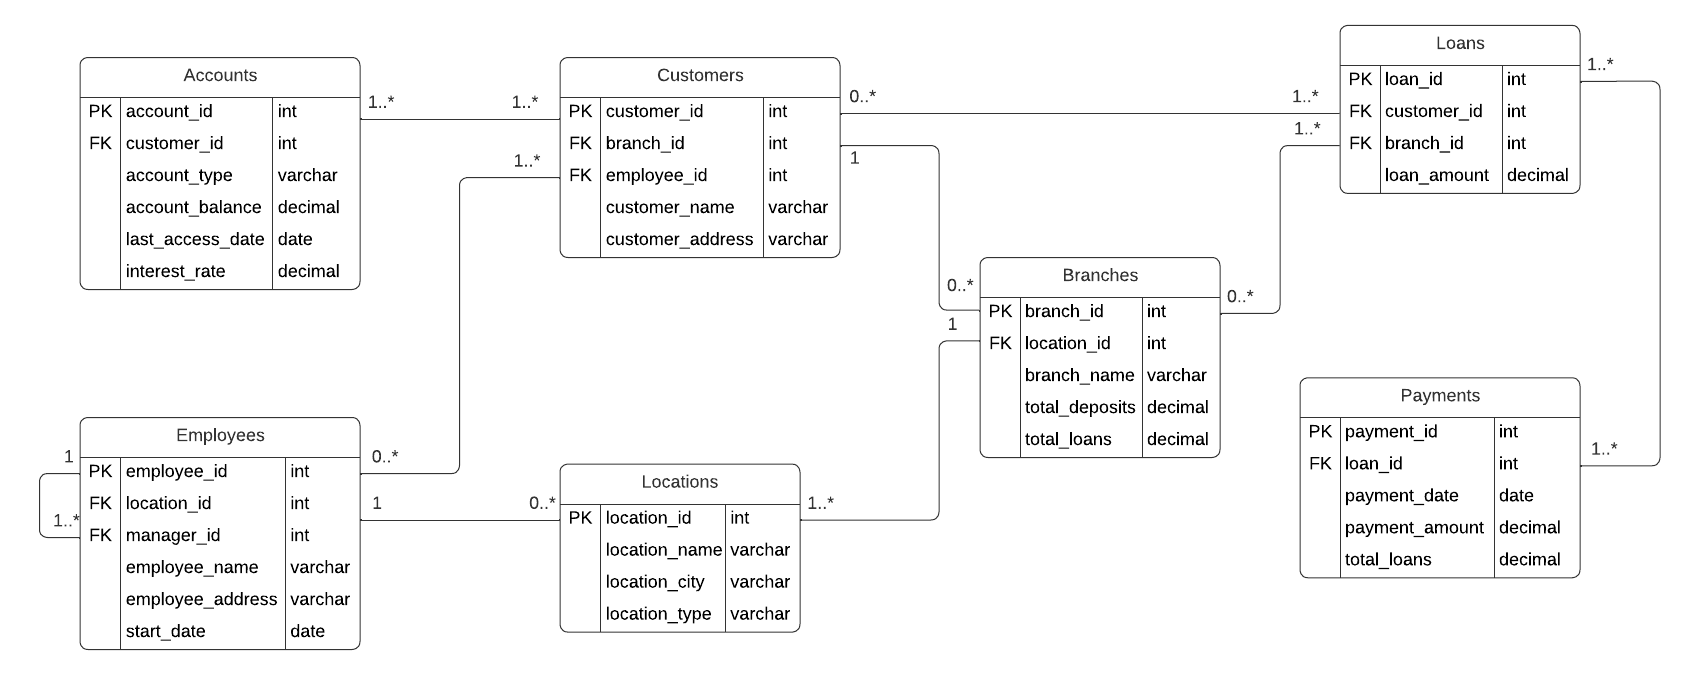 Accounts
PK account_id int
FK customer_id int
account_type varchar
account_balance decimal
last_access_date date
interest_rate decimal
1..*
1..*
Customers
PK customer_id int
FK branch_id int
FK employee_id int
customer_name varchar
customer_address varchar
1..*
0..*
1
1..*
1..*
Loans
PK loan_id int
FK customer_id int
FK branch_id int
loan_amount decimal
1..*
Branches
PK branch_id int
FK location_id int
branch_name varchar
total_deposits decimal
total_loans decimal
0..*
1
0..*
Employees
PK employee_id int
FK location_id int
FK manager_id int
employee_name varchar
employee_address varchar
start_date date
1
1..*
0..*
1
0..*
Locations
PK location_id int
location_name varchar
location_city varchar
location_type varchar
1..*
Payments
PK payment_id int
FK loan_id int
payment_date date
payment_amount decimal
total_loans decimal
1..*